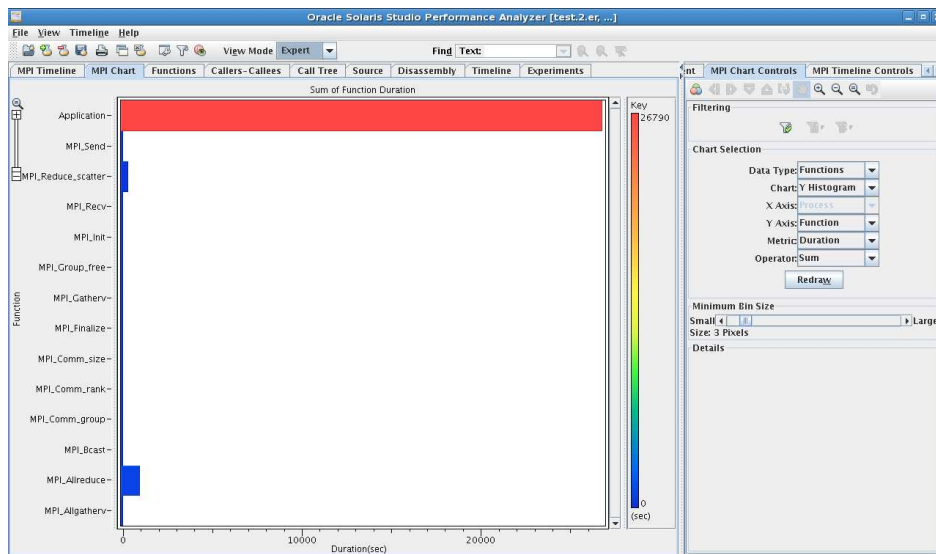 Oracle Solaris Studio Performance Analyzer [test.2.er, ...]
File View Timeline Help
View Mode Expert Find Text:
MPI Timeline MPI Chart Functions Callers-Callees Call Tree Source Disassembly Timeline Experiments
nt MPI Chart Controls MPI Timeline Controls
Sum of Function Duration
Function
Application
MPI_Send
MPI_Reduce_scatter
MPI_Recv
MPI_Init
MPI_Group_free
MPI_Gatherv
MPI_Finalize
MPI_Comm_size
MPI_Comm_rank
MPI_Comm_group
MPI_Bcast
MPI_Allreduce
MPI_Allgatherv
0 10000 20000
Duration(sec)
Key
26790
0
(sec)
Filtering
Chart Selection
Data Type: Functions
Chart: Y Histogram
X Axis: Process
Y Axis: Function
Metric: Duration
Operator: Sum
Redraw
Minimum Bin Size
Small Large
Size: 3 Pixels
Details